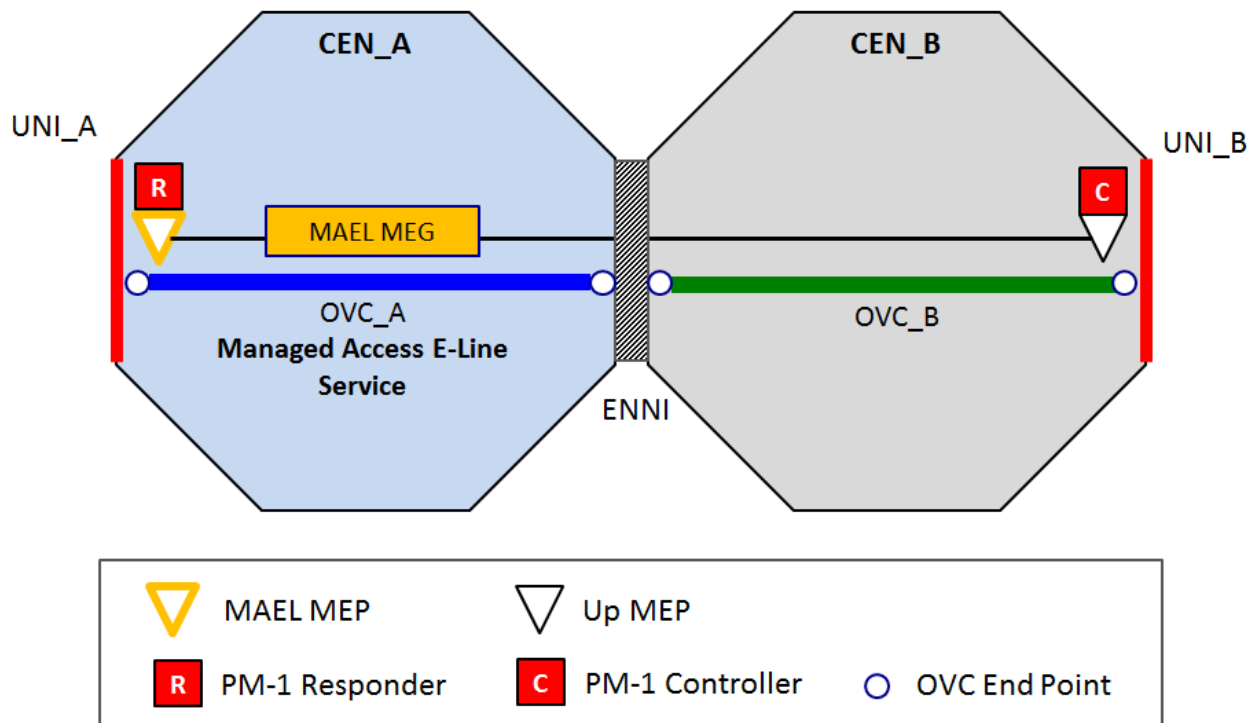 CEN_A
CEN_B
UNI_A
UNI_B
R
C
MAEL MEG
OVC_A
OVC_B
Managed Access E-Line
Service
ENNI
MAEL MEP
Up MEP
R
PM-1 Responder
C
PM-1 Controller
OVC End Point